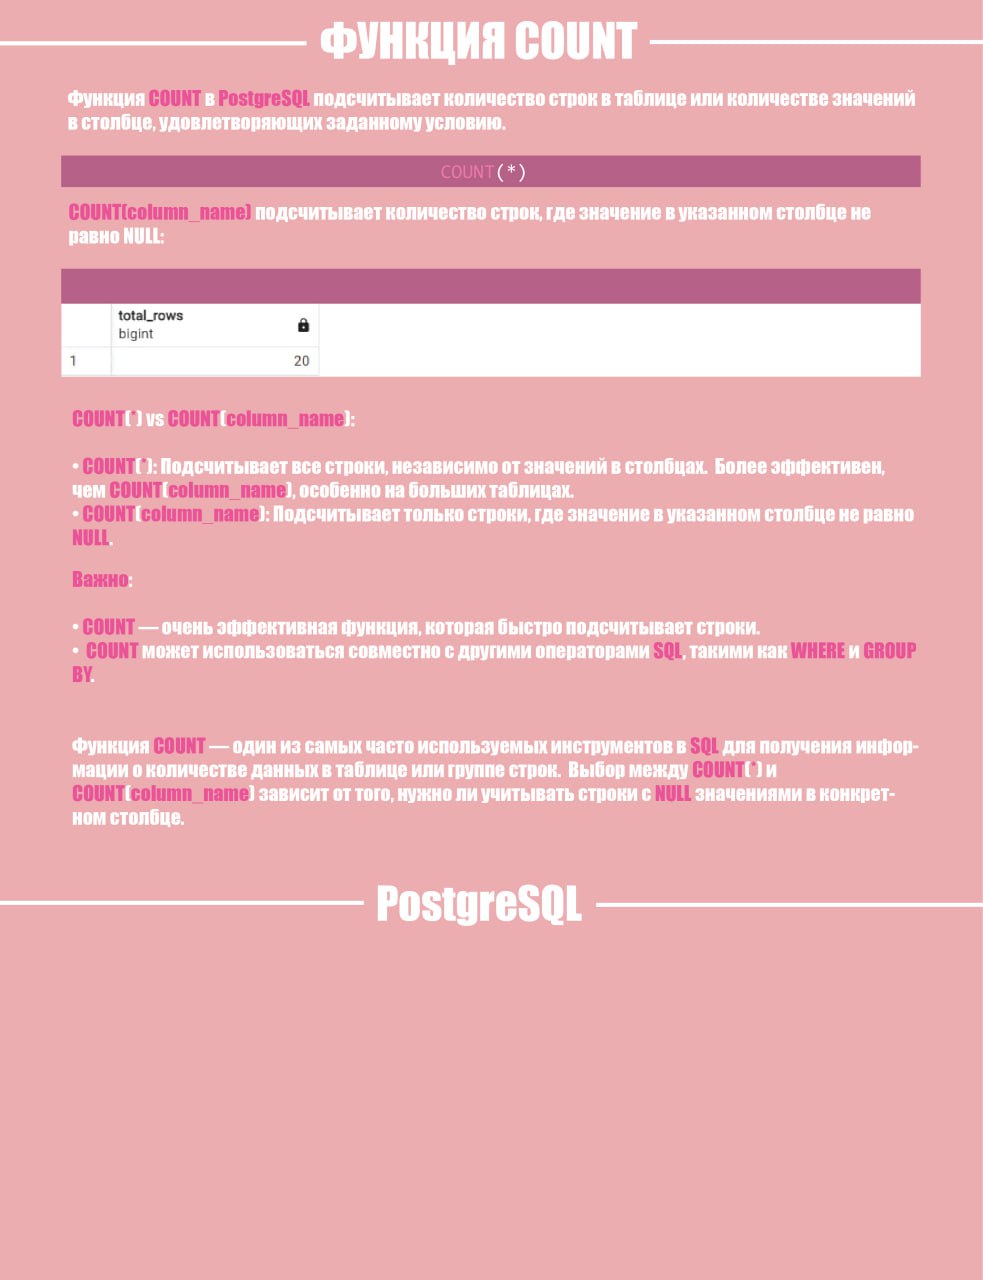 ФУНКЦИЯ COUNT
Функция COUNT в PostgreSQL подсчитывает количество строк в таблице или количестве значений
в столбце, удовлетворяющих заданному условию.
COUNT(*)
COUNT(column_name) подсчитывает количество строк, где значение в указанном столбце не
равно NULL:
total_rows
bigint
1 20
COUNT(*) vs COUNT(column_name):
• COUNT(*): Подсчитывает все строки, независимо от значений в столбцах. Более эффективен,
чем COUNT(column_name), особенно на больших таблицах.
• COUNT(column_name): Подсчитывает только строки, где значение в указанном столбце не равно
NULL.
Важно:
• COUNT — очень эффективная функция, которая быстро подсчитывает строки.
• COUNT может использоваться совместно с другими операторами SQL, такими как WHERE и GROUP
BY.
Функция COUNT — один из самых часто используемых инструментов в SQL для получения инфор-
мации о количестве данных в таблице или группе строк. Выбор между COUNT(*) и
COUNT(column_name) зависит от того, нужно ли учитывать строки с NULL значениями в конкрет-
ном столбце.
PostgreSQL